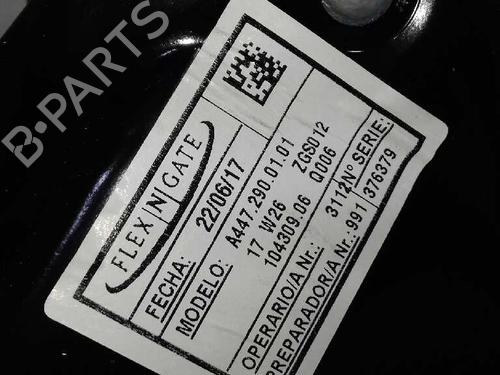 B-PARTS
FLEX N GATE
FECHA: 22/06/17
MODELO: A447.290.01.01 ZGS012
17 W26 0006
104309.06
OPERARIO/A Nr.: 3112 Nº SERIE:
PREPARADOR/A Nr.: 991 376379